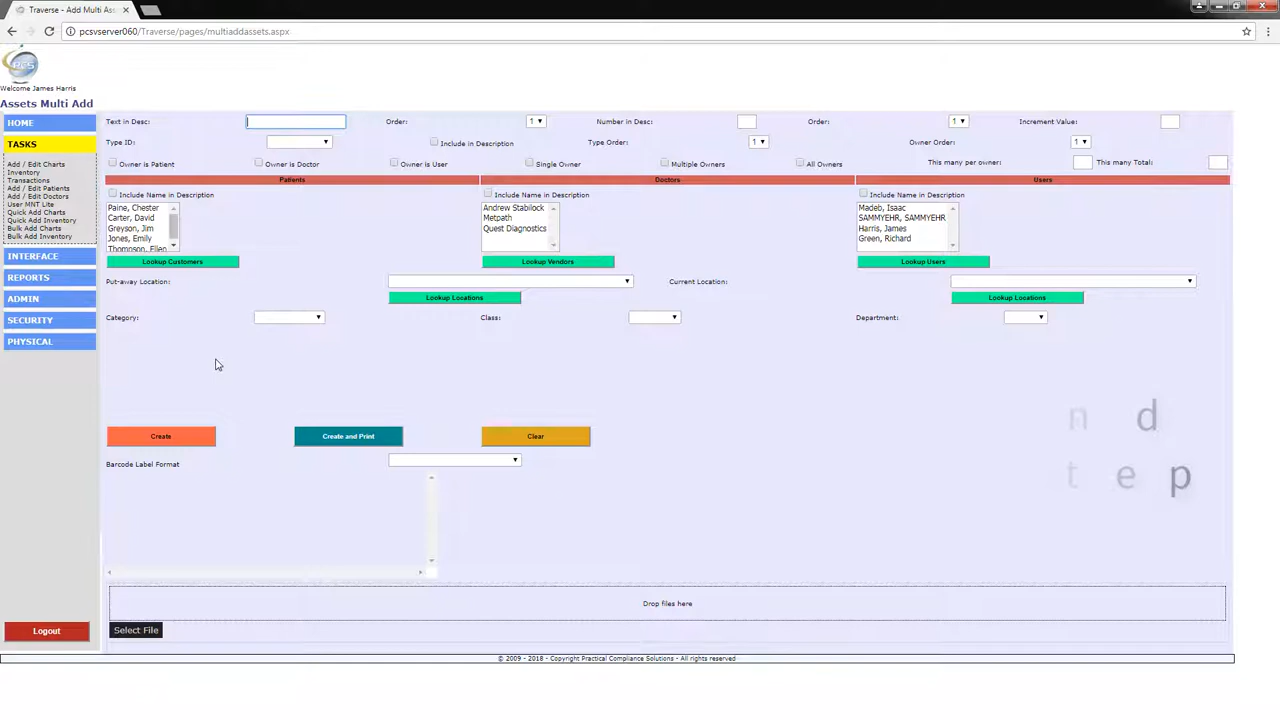 Traverse - Add Multi Ass
pcsvserver060/Traverse/pages/multiaddassets.aspx
PCS
Welcome James Harris
Assets Multi Add
HOME
TASKS
Add / Edit Charts
Inventory
Transactions
Add / Edit Patients
Add / Edit Doctors
User MNT Lite
Quick Add Charts
Quick Add Inventory
Bulk Add Charts
Bulk Add Inventory
INTERFACE
REPORTS
ADMIN
SECURITY
PHYSICAL
Logout
Text in Desc: Order: 1 Number in Desc: Order: 1 Increment Value:
Type ID: Include in Description Type Order: 1 Owner Order: 1
Owner is Patient Owner is Doctor Owner is User Single Owner Multiple Owners All Owners This many per owner: This many Total:
Patients Doctors Users
Include Name in Description Include Name in Description Include Name in Description
Paine, Chester Andrew Stabilock Madeb, Isaac
Carter, David Metpath SAMMYEHR, SAMMYEHR
Greyson, Jim Quest Diagnostics Harris, James
Jones, Emily Green, Richard
Thompson, Ellen
Lookup Customers Lookup Vendors Lookup Users
Put-away Location: Current Location:
Lookup Locations Lookup Locations
Category: Class: Department:
n d
t e p
Create Create and Print Clear
Barcode Label Format
Drop files here
Select File
© 2009 - 2018 - Copyright Practical Compliance Solutions - All rights reserved